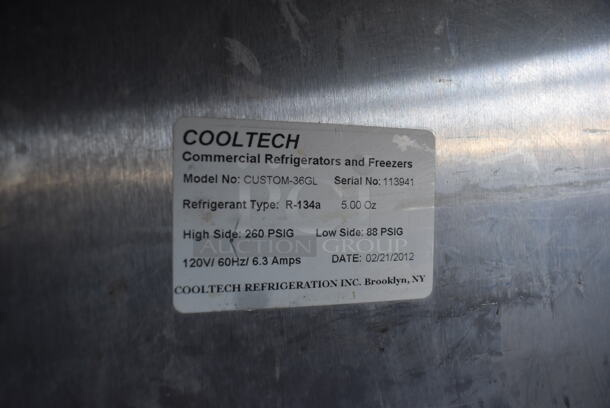 COOLTECH
Commercial Refrigerators and Freezers
Model No: CUSTOM-36GL Serial No: 113941
Refrigerant Type: R-134a 5.00 Oz
High Side: 260 PSIG Low Side: 88 PSIG
AUCTION GROUP
120V/ 60Hz/ 6.3 Amps DATE: 02/21/2012
COOLTECH REFRIGERATION INC. Brooklyn, NY